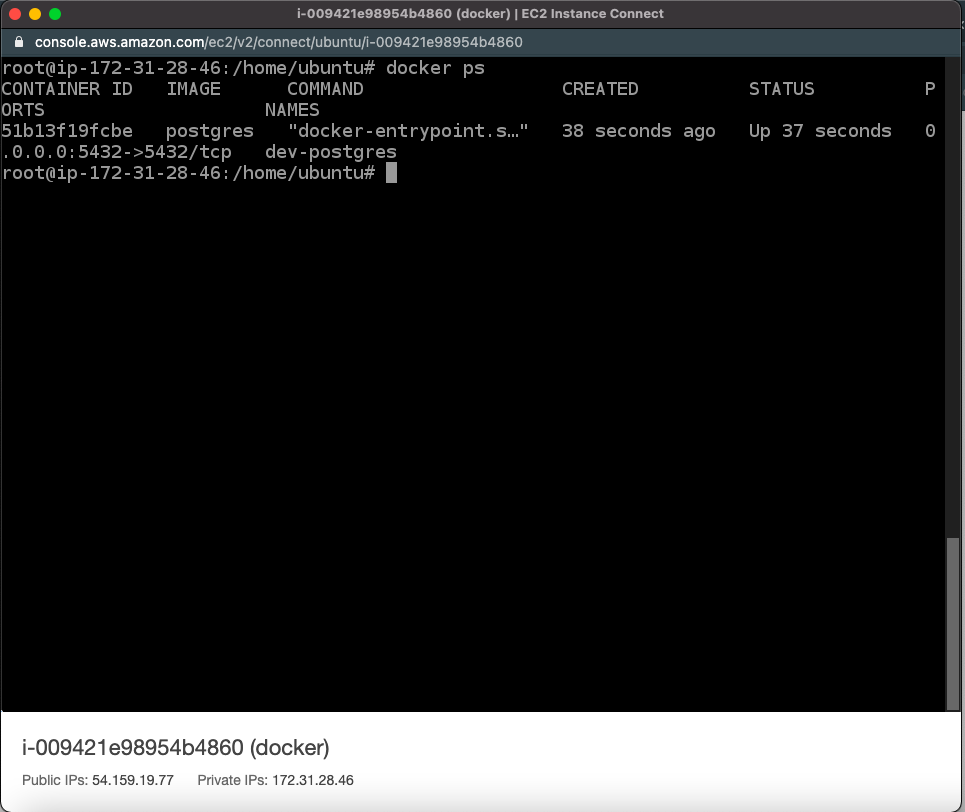 i-009421e98954b4860 (docker) | EC2 Instance Connect
console.aws.amazon.com/ec2/v2/connect/ubuntu/i-009421e98954b4860
root@ip-172-31-28-46:/home/ubuntu# docker ps
CONTAINER ID   IMAGE      COMMAND                  CREATED          STATUS          P
ORTS                    NAMES
51b13f19fcbe   postgres   "docker-entrypoint.s…"   38 seconds ago   Up 37 seconds   0
.0.0.0:5432->5432/tcp   dev-postgres
root@ip-172-31-28-46:/home/ubuntu#
i-009421e98954b4860 (docker)
Public IPs: 54.159.19.77    Private IPs: 172.31.28.46